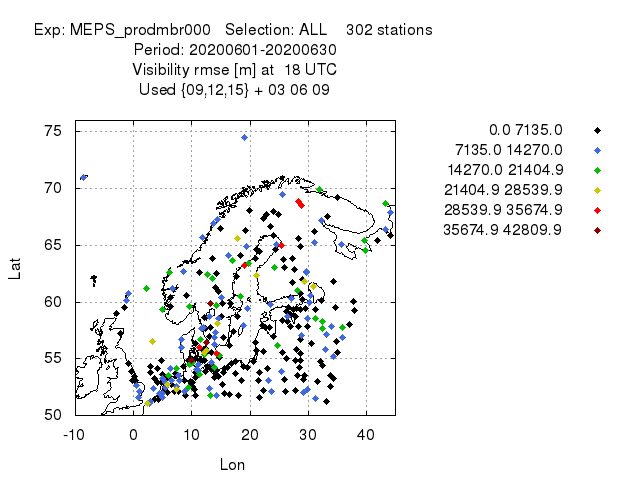 Exp: MEPS_prodmbr000   Selection: ALL    302 stations
Period: 20200601-20200630
Visibility rmse [m] at  18 UTC
Used {09,12,15} + 03 06 09
0.0 7135.0
7135.0 14270.0
14270.0 21404.9
21404.9 28539.9
28539.9 35674.9
35674.9 42809.9
Lat
75
70
65
60
55
50
-10 0 10 20 30 40
Lon